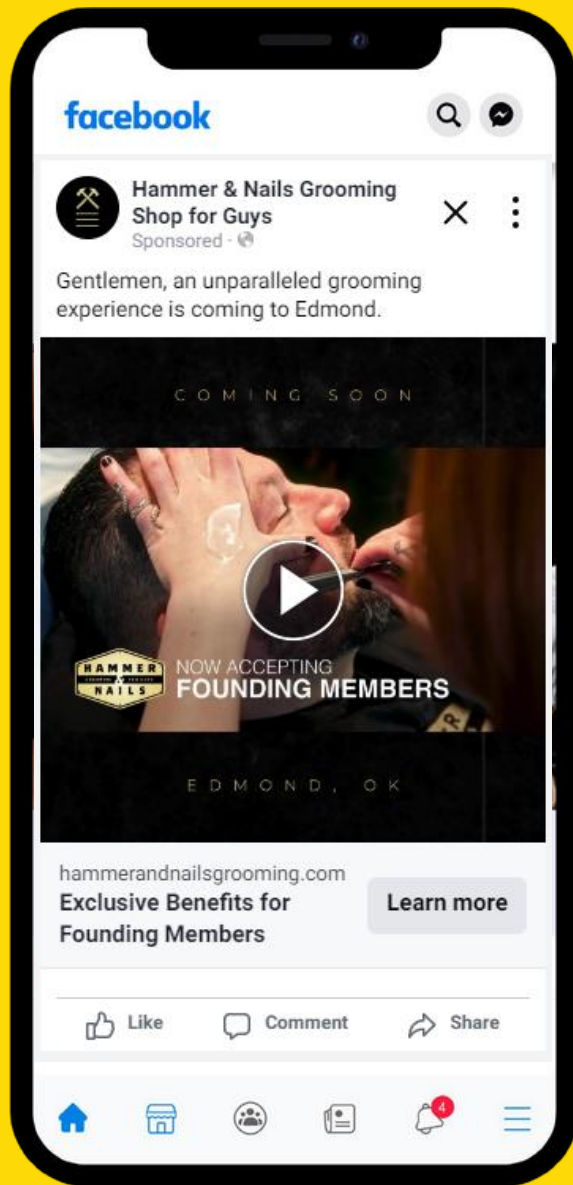 facebook
Hammer & Nails Grooming
Shop for Guys
Sponsored ·
Gentlemen, an unparalleled grooming
experience is coming to Edmond.
COMING SOON
HAMMER
&
NAILS
NOW ACCEPTING
FOUNDING MEMBERS
EDMOND, OK
hammerandnailsgrooming.com
Exclusive Benefits for
Founding Members
Learn more
Like
Comment
Share
4